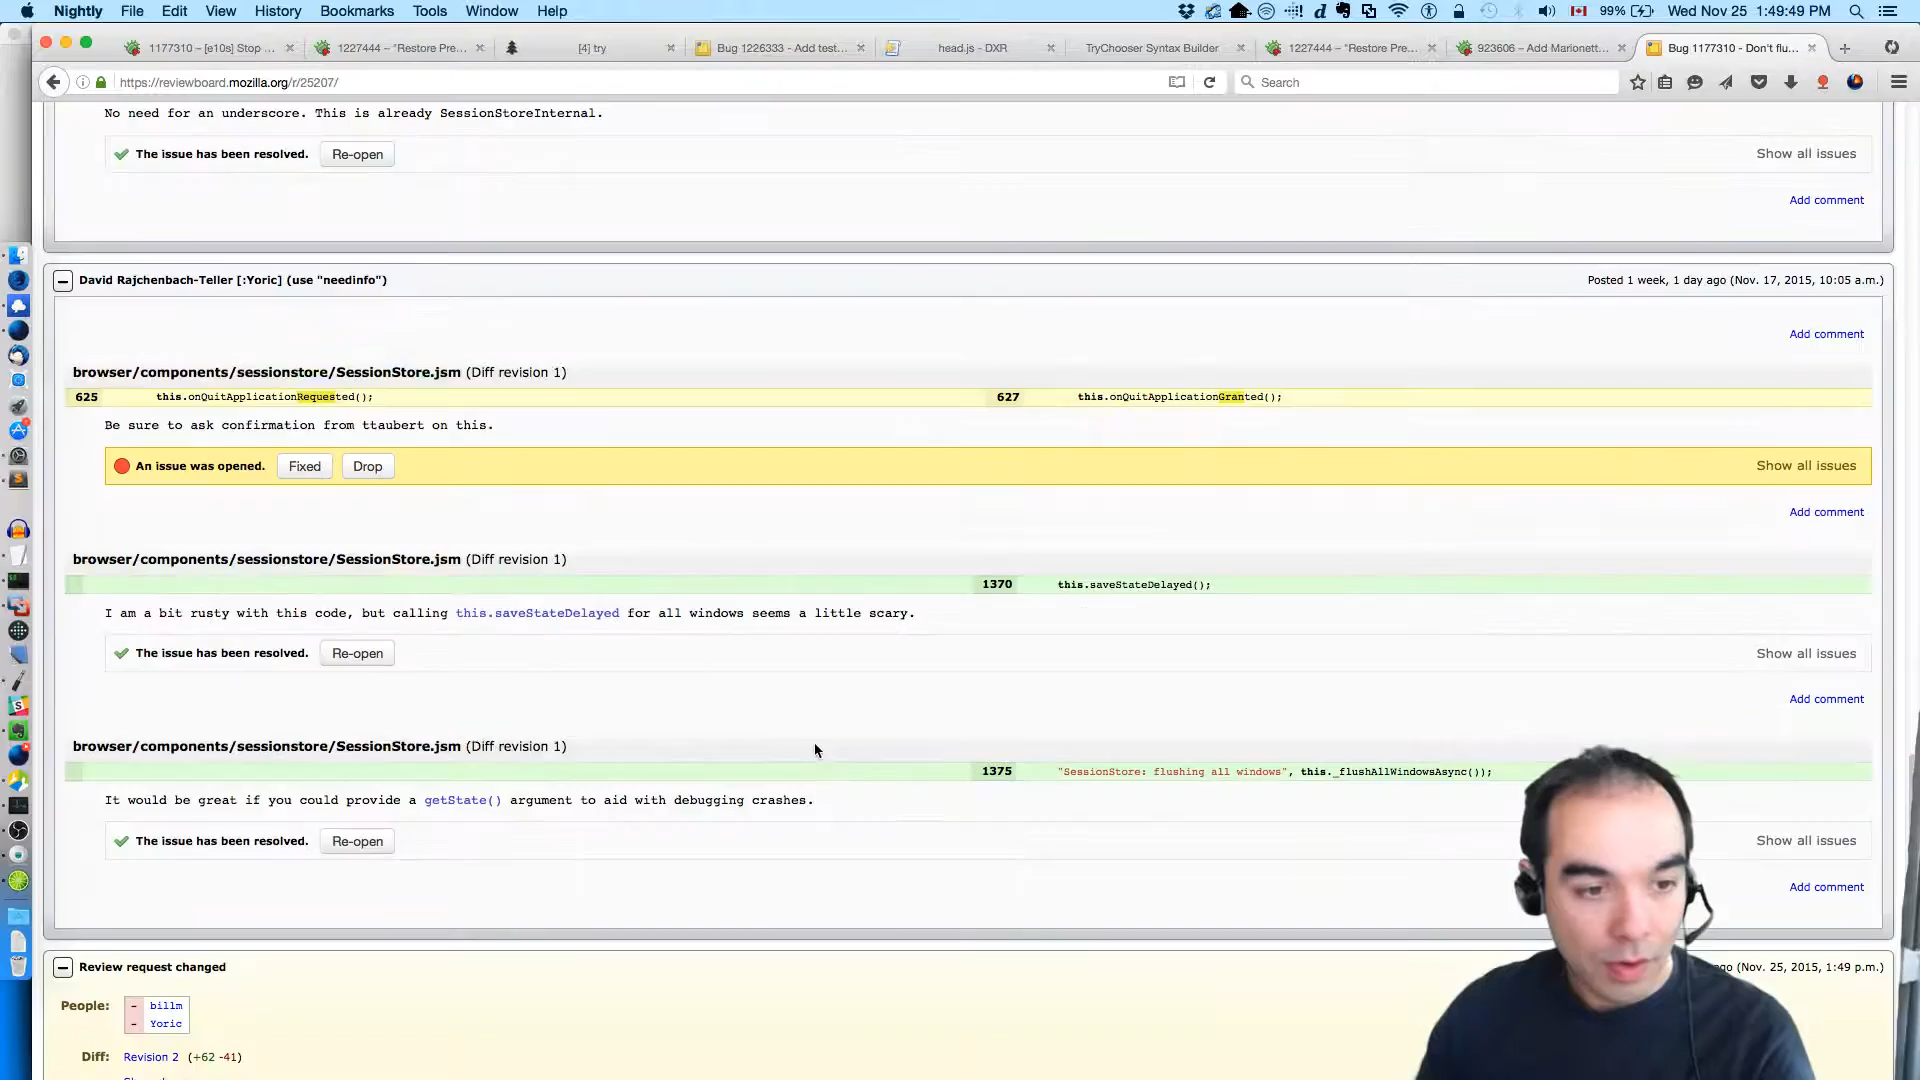 Nightly File Edit View History Bookmarks Tools Window Help
99% Wed Nov 25 1:49:49 PM
1177310 – [e10s] Stop ... 1227444 – "Restore Pre... [4] try Bug 1226333 - Add test... head.js - DXR TryChooser Syntax Builder 1227444 – "Restore Pre... 923606 – Add Marionett... Bug 1177310 - Don't flu...
https://reviewboard.mozilla.org/r/25207/ Search
No need for an underscore. This is already SessionStoreInternal.
The issue has been resolved. Re-open Show all issues
Add comment
David Rajchenbach-Teller [:Yoric] (use "needinfo") Posted 1 week, 1 day ago (Nov. 17, 2015, 10:05 a.m.)
Add comment
browser/components/sessionstore/SessionStore.jsm (Diff revision 1)
625 this.onQuitApplicationRequested(); 627 this.onQuitApplicationGranted();
Be sure to ask confirmation from ttaubert on this.
An issue was opened. Fixed Drop Show all issues
Add comment
browser/components/sessionstore/SessionStore.jsm (Diff revision 1)
1370 this.saveStateDelayed();
I am a bit rusty with this code, but calling this.saveStateDelayed for all windows seems a little scary.
The issue has been resolved. Re-open Show all issues
Add comment
browser/components/sessionstore/SessionStore.jsm (Diff revision 1)
1375 "SessionStore: flushing all windows", this._flushAllWindowsAsync());
It would be great if you could provide a getState() argument to aid with debugging crashes.
The issue has been resolved. Re-open Show all issues
Add comment
Review request changed go (Nov. 25, 2015, 1:49 p.m.)
People: - billm
- Yoric
Diff: Revision 2 (+62 -41)